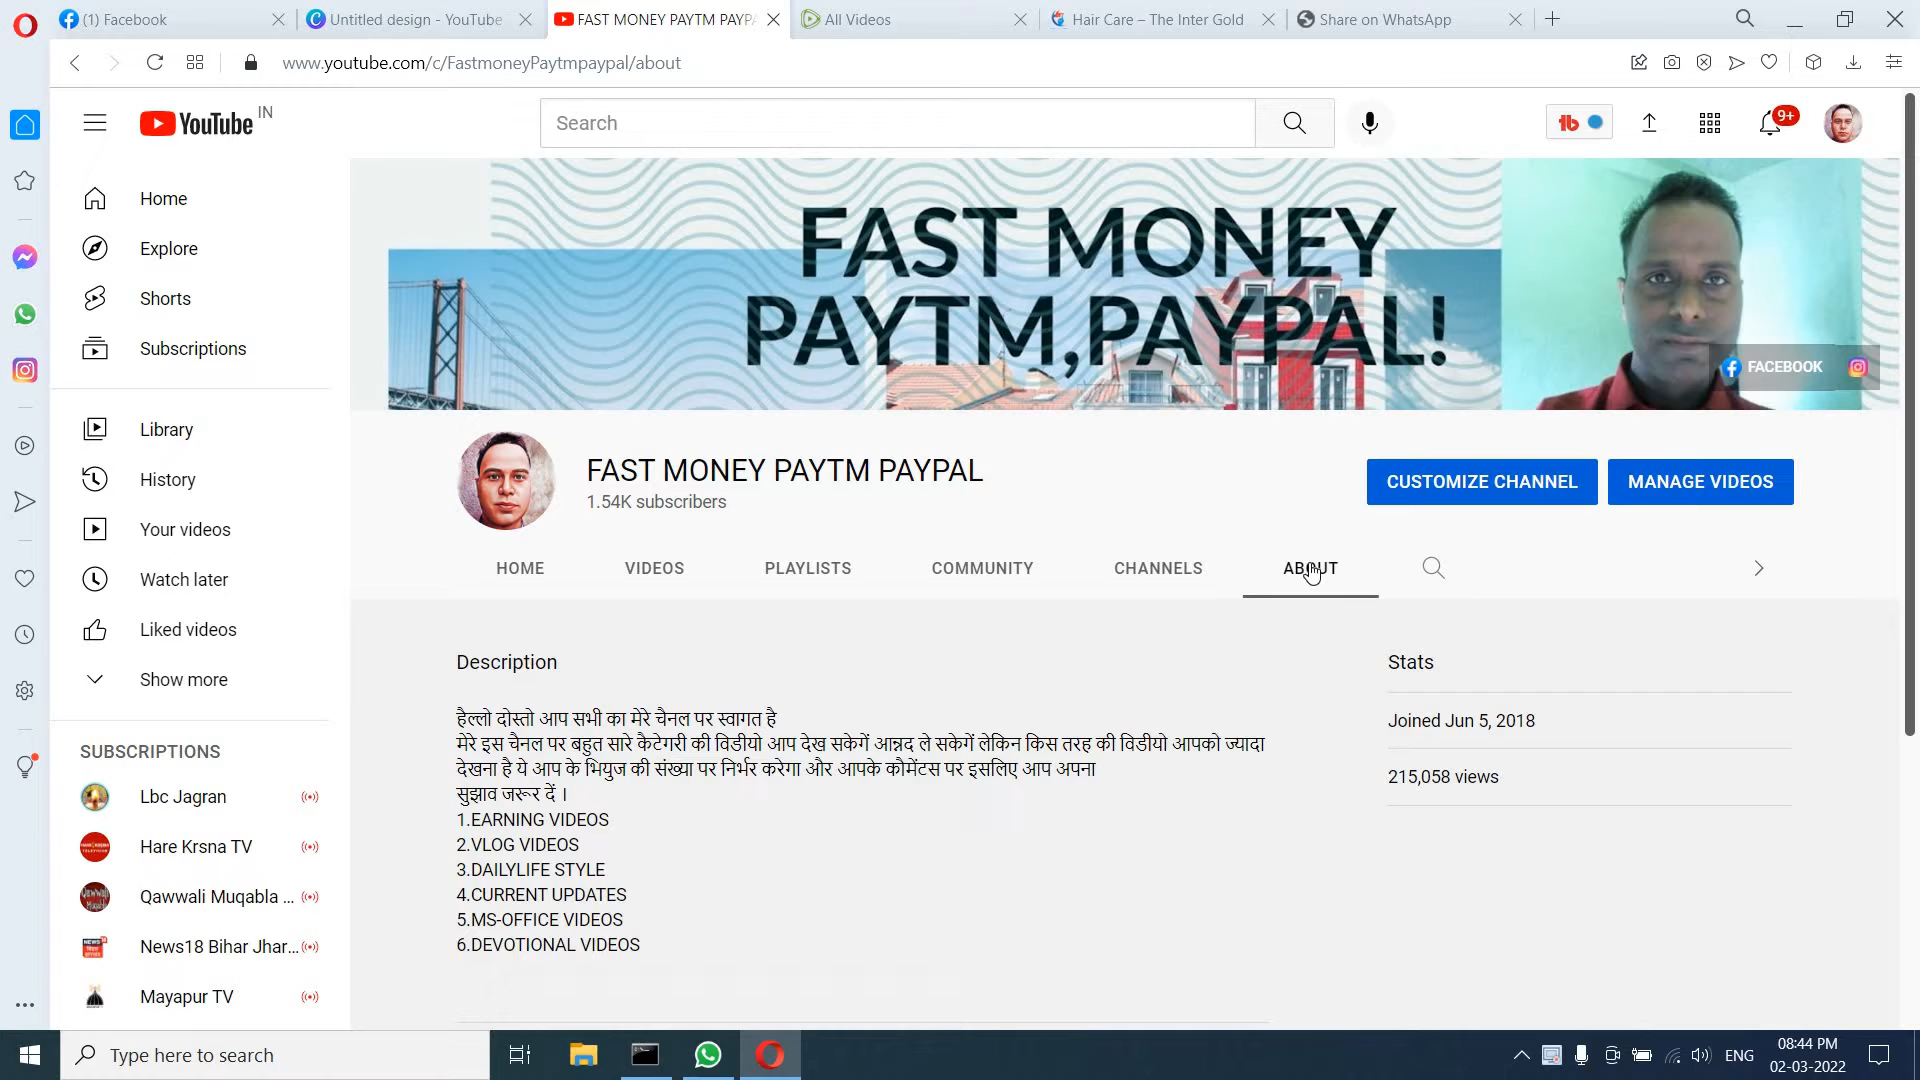 (1) Facebook
Untitled design - YouTube
FAST MONEY PAYTM PAYP
All Videos
Hair Care – The Inter Gold
Share on WhatsApp
www.youtube.com/c/FastmoneyPaytmpaypal/about
YouTube IN
Search
tb
9+
Home
Explore
Shorts
Subscriptions
Library
History
Your videos
Watch later
Liked videos
Show more
SUBSCRIPTIONS
Lbc Jagran
Hare Krsna TV
Qawwali Muqabla ...
News18 Bihar Jhar...
Mayapur TV
FAST MONEY
PAYTM,PAYPAL!
FACEBOOK
FAST MONEY PAYTM PAYPAL
1.54K subscribers
CUSTOMIZE CHANNEL
MANAGE VIDEOS
HOME
VIDEOS
PLAYLISTS
COMMUNITY
CHANNELS
ABOUT
Description
हैल्लो दोस्तो आप सभी का मेरे चैनल पर स्वागत है
मेरे इस चैनल पर बहुत सारे कैटेगरी की विडीयो आप देख सकेगें आन्नद ले सकेगें लेकिन किस तरह की विडीयो आपको ज्यादा
देखना है ये आप के भियुज की संख्या पर निर्भर करेगा और आपके कौमेंटस पर इसलिए आप अपना
सुझाव जरूर दें ।
1.EARNING VIDEOS
2.VLOG VIDEOS
3.DAILYLIFE STYLE
4.CURRENT UPDATES
5.MS-OFFICE VIDEOS
6.DEVOTIONAL VIDEOS
Stats
Joined Jun 5, 2018
215,058 views
Type here to search
ENG
08:44 PM
02-03-2022